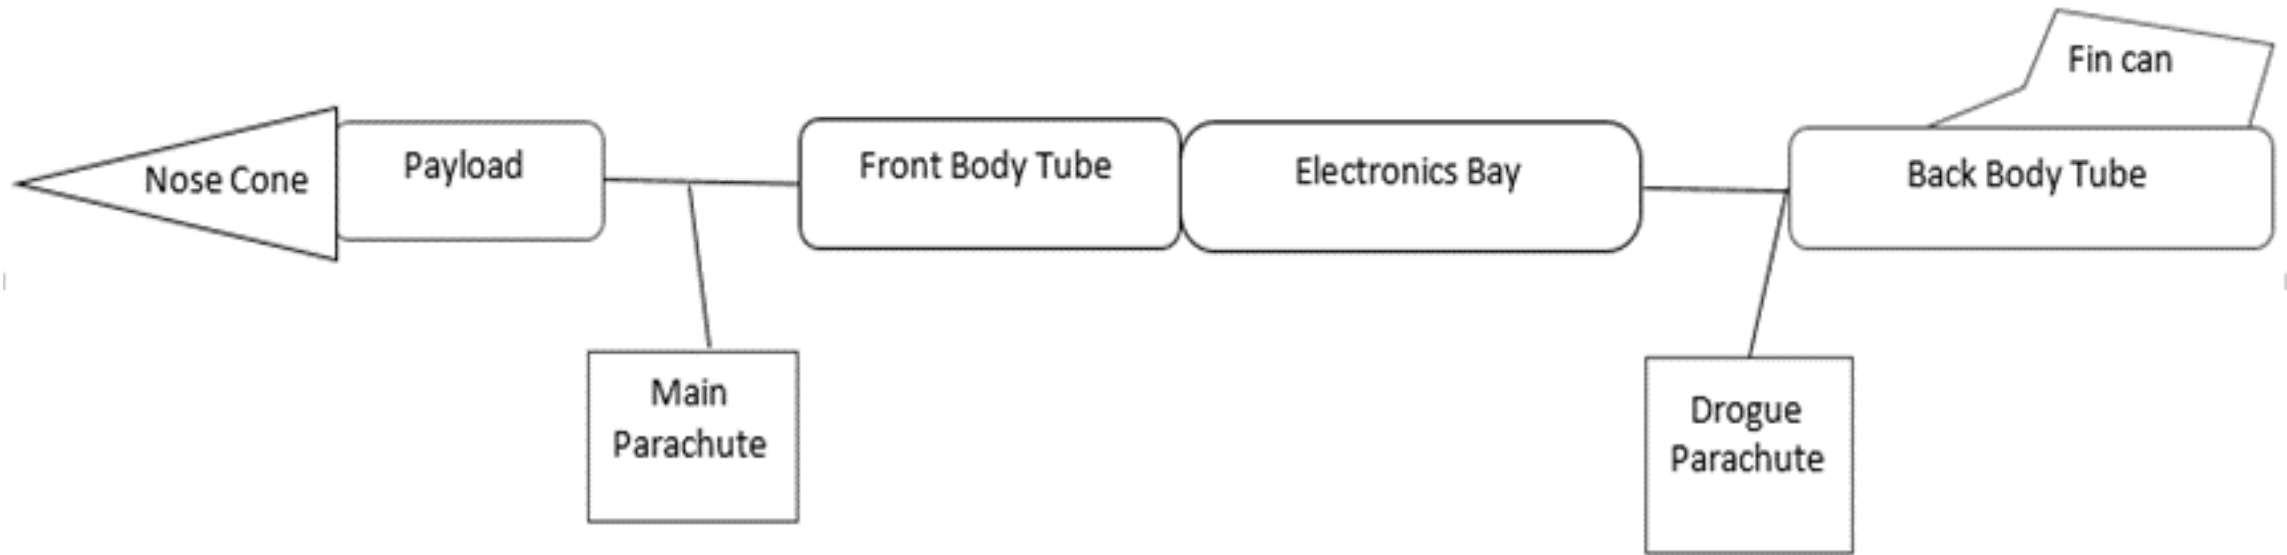 Nose Cone
Payload
Front Body Tube
Electronics Bay
Back Body Tube
Fin can
Main
Parachute
Drogue
Parachute